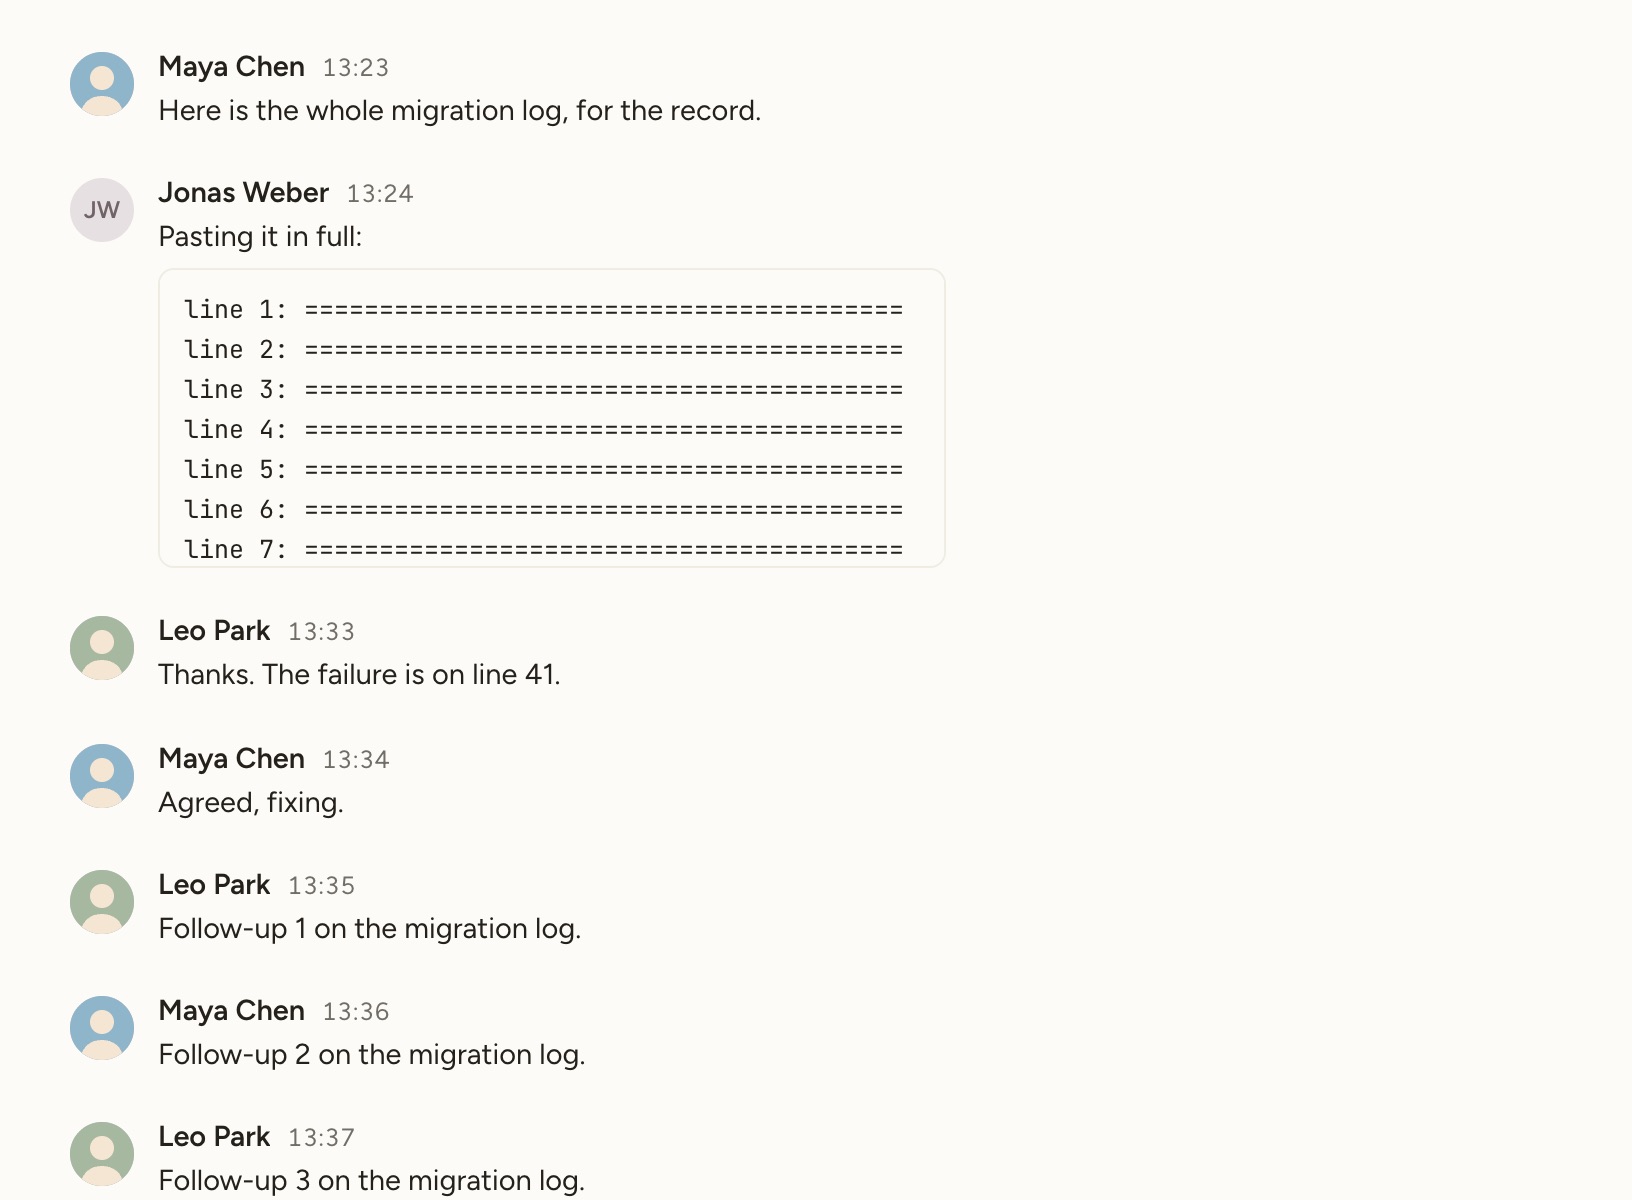 Maya Chen 13:23
Here is the whole migration log, for the record.
JW
Jonas Weber 13:24
Pasting it in full:
line 1: ========================================
line 2: ========================================
line 3: ========================================
line 4: ========================================
line 5: ========================================
line 6: ========================================
line 7: ========================================
Leo Park 13:33
Thanks. The failure is on line 41.
Maya Chen 13:34
Agreed, fixing.
Leo Park 13:35
Follow-up 1 on the migration log.
Maya Chen 13:36
Follow-up 2 on the migration log.
Leo Park 13:37
Follow-up 3 on the migration log.